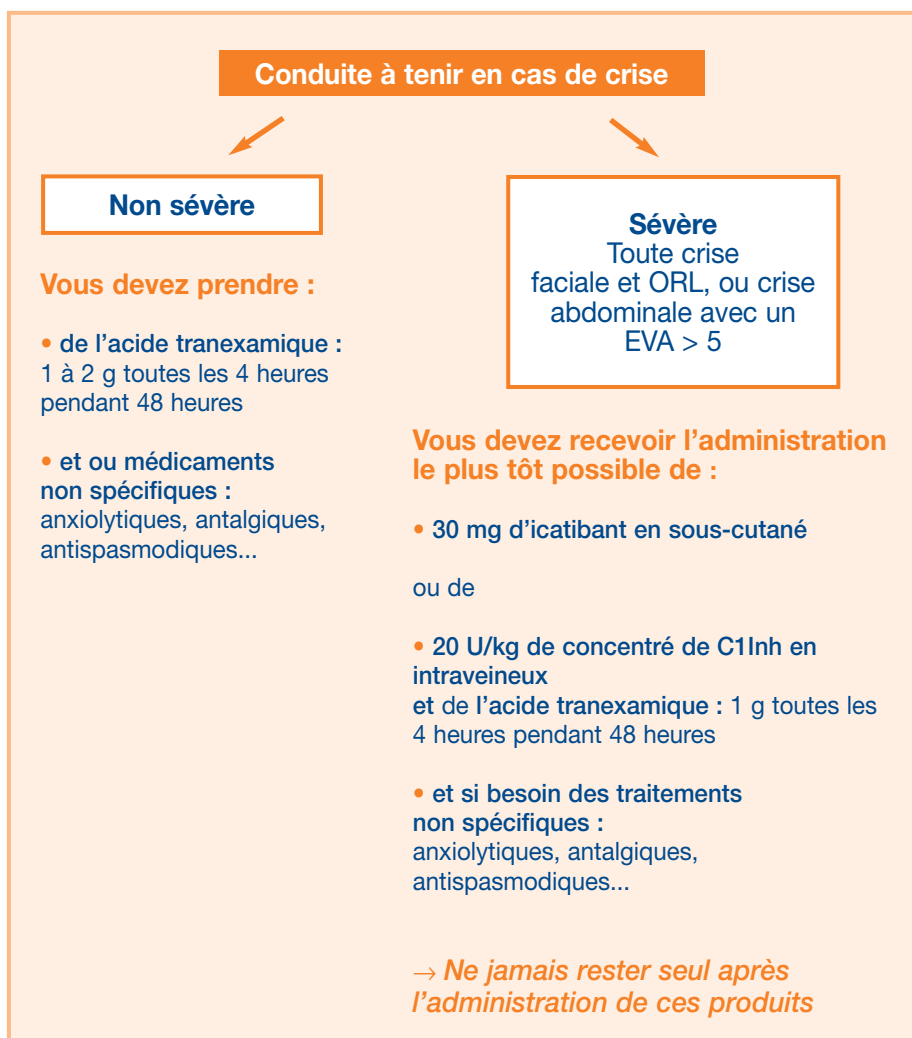 Conduite à tenir en cas de crise
Non sévère
Vous devez prendre :
• de l’acide tranexamique :
1 à 2 g toutes les 4 heures
pendant 48 heures
• et ou médicaments
non spécifiques :
anxiolytiques, antalgiques,
antispasmodiques...
Sévère
Toute crise
faciale et ORL, ou crise
abdominale avec un
EVA > 5
Vous devez recevoir l’administration
le plus tôt possible de :
• 30 mg d’icatibant en sous-cutané
ou de
• 20 U/kg de concentré de C1Inh en
intraveineux
et de l’acide tranexamique : 1 g toutes les
4 heures pendant 48 heures
• et si besoin des traitements
non spécifiques :
anxiolytiques, antalgiques,
antispasmodiques...
→ Ne jamais rester seul après
l’administration de ces produits